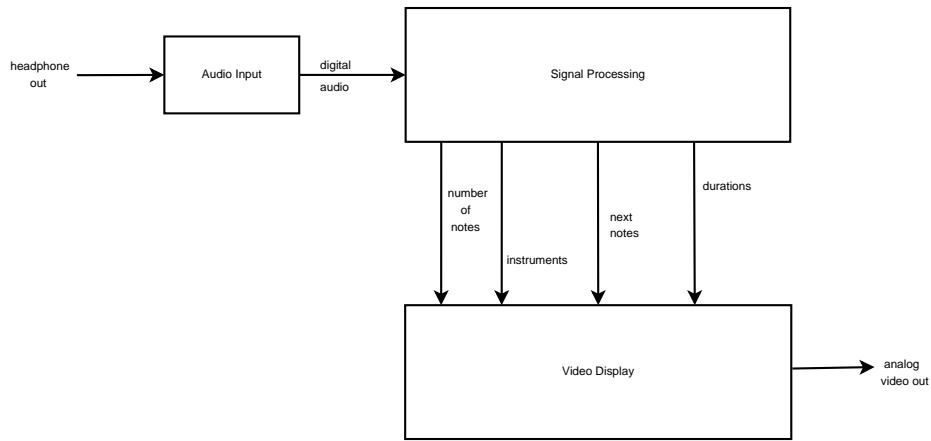 headphone
out
Audio Input
digital
audio
Signal Processing
number
of
notes
instruments
next
notes
durations
Video Display
analog
video out